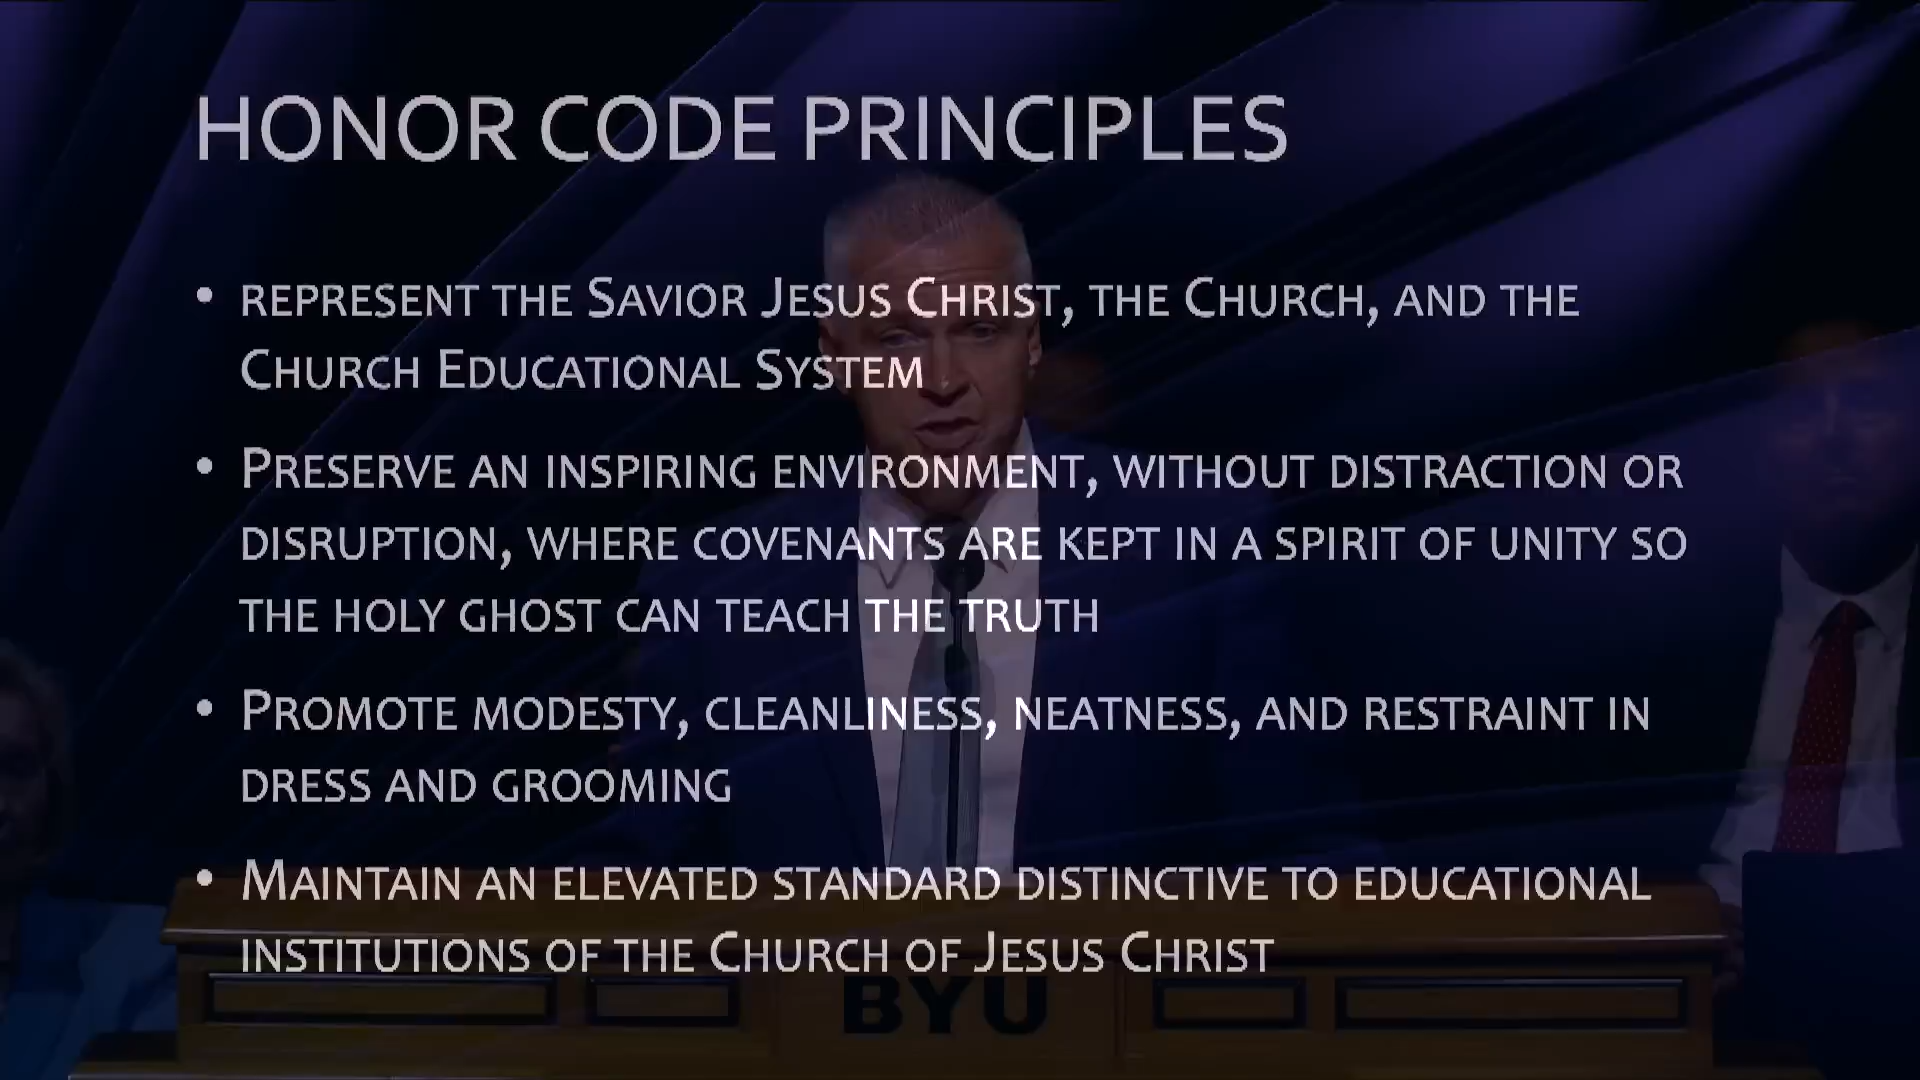 HONOR CODE PRINCIPLES
• REPRESENT THE SAVIOR JESUS CHRIST, THE CHURCH, AND THE
CHURCH EDUCATIONAL SYSTEM
• PRESERVE AN INSPIRING ENVIRONMENT, WITHOUT DISTRACTION OR
DISRUPTION, WHERE COVENANTS ARE KEPT IN A SPIRIT OF UNITY SO
THE HOLY GHOST CAN TEACH THE TRUTH
• PROMOTE MODESTY, CLEANLINESS, NEATNESS, AND RESTRAINT IN
DRESS AND GROOMING
• MAINTAIN AN ELEVATED STANDARD DISTINCTIVE TO EDUCATIONAL
INSTITUTIONS OF THE CHURCH OF JESUS CHRIST
BYU